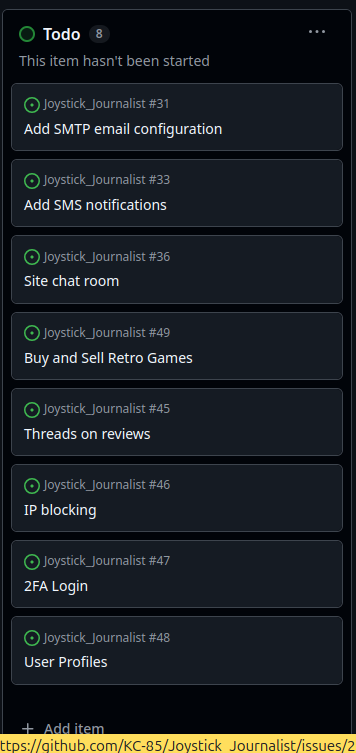 Todo 8 ...
This item hasn't been started
Joystick_Journalist #31
Add SMTP email configuration
Joystick_Journalist #33
Add SMS notifications
Joystick_Journalist #36
Site chat room
Joystick_Journalist #49
Buy and Sell Retro Games
Joystick_Journalist #45
Threads on reviews
Joystick_Journalist #46
IP blocking
Joystick_Journalist #47
2FA Login
Joystick_Journalist #48
User Profiles
+ Add item
ttps://github.com/KC-85/Joystick_Journalist/issues/